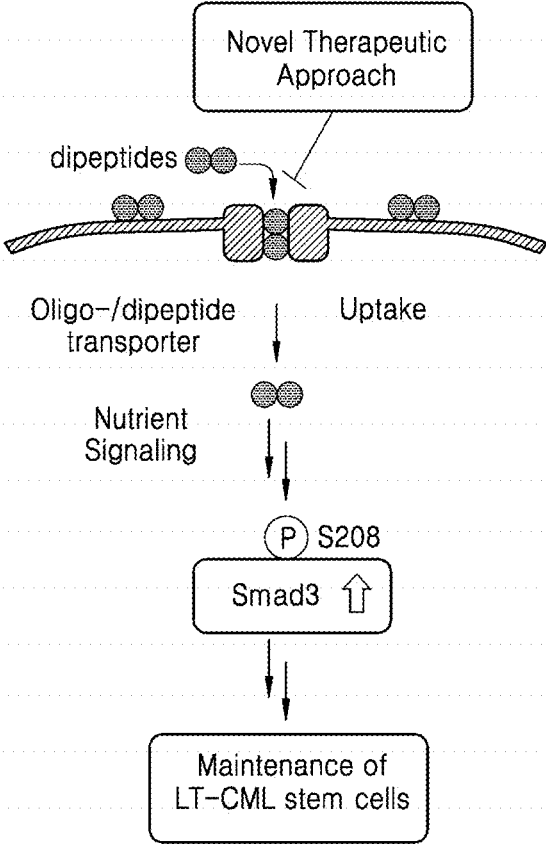 Novel Therapeutic
Approach
dipeptides
Oligo-/dipeptide
transporter
Uptake
Nutrient
Signaling
P S208
Smad3
Maintenance of
LT-CML stem cells